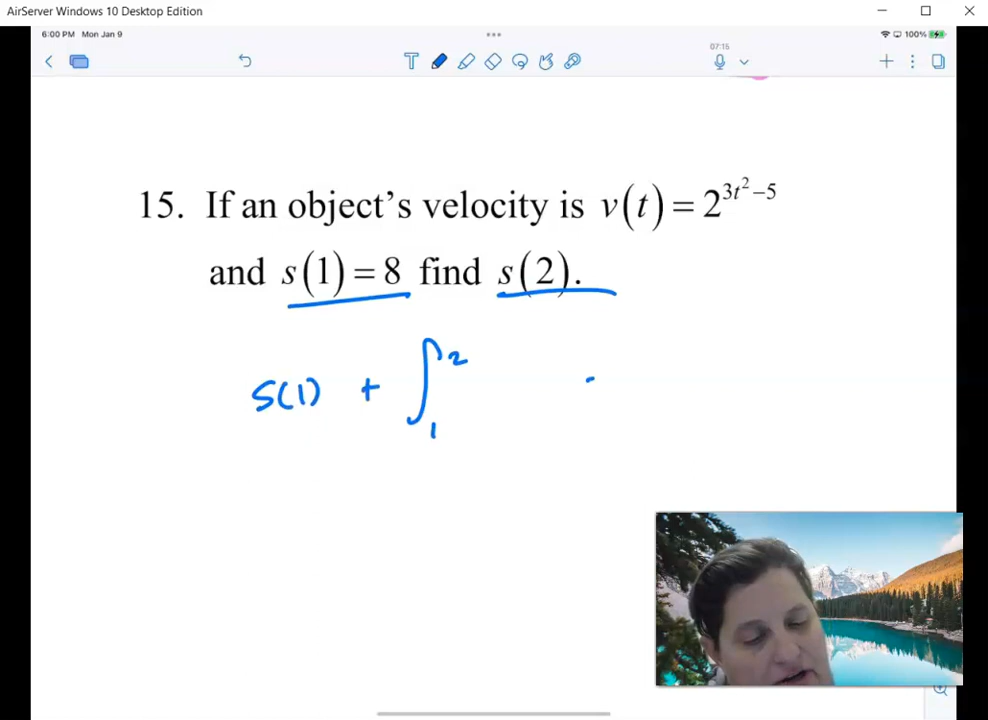 AirServer Windows 10 Desktop Edition
6:00 PM Mon Jan 9
100%
07:15
15. If an object's velocity is v(t) = 2^{3t^2-5}
and s(1) = 8 find s(2).
s(1) + ∫_1^2